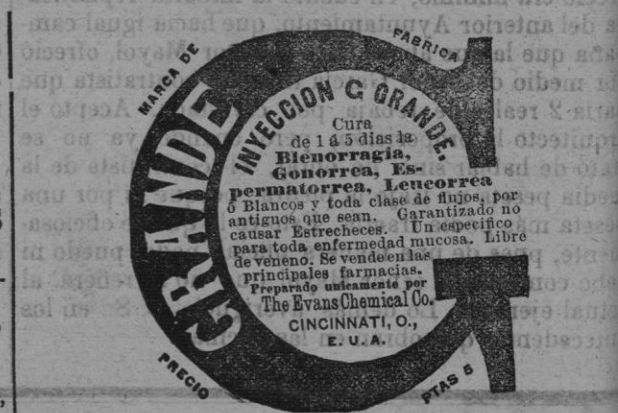 MARCA DE
FABRICA
GRANDE
INYECCION G GRANDE.
Cura
de 1 á 5 dias la
Blenorragia,
Gonorrea, Es-
permatorrea, Leucorrea
ó Blancos y toda clase de flujos, por
antiguos que sean. Garantizado no
causar Estrecheces. Un especifico
para toda enfermedad mucosa. Libre
de veneno. Se vende en las
principales farmacias.
Preparado unicamente por
The Evans Chemical Co.
CINCINNATI, O.,
E. U. A.
PRECIO
PTAS 5